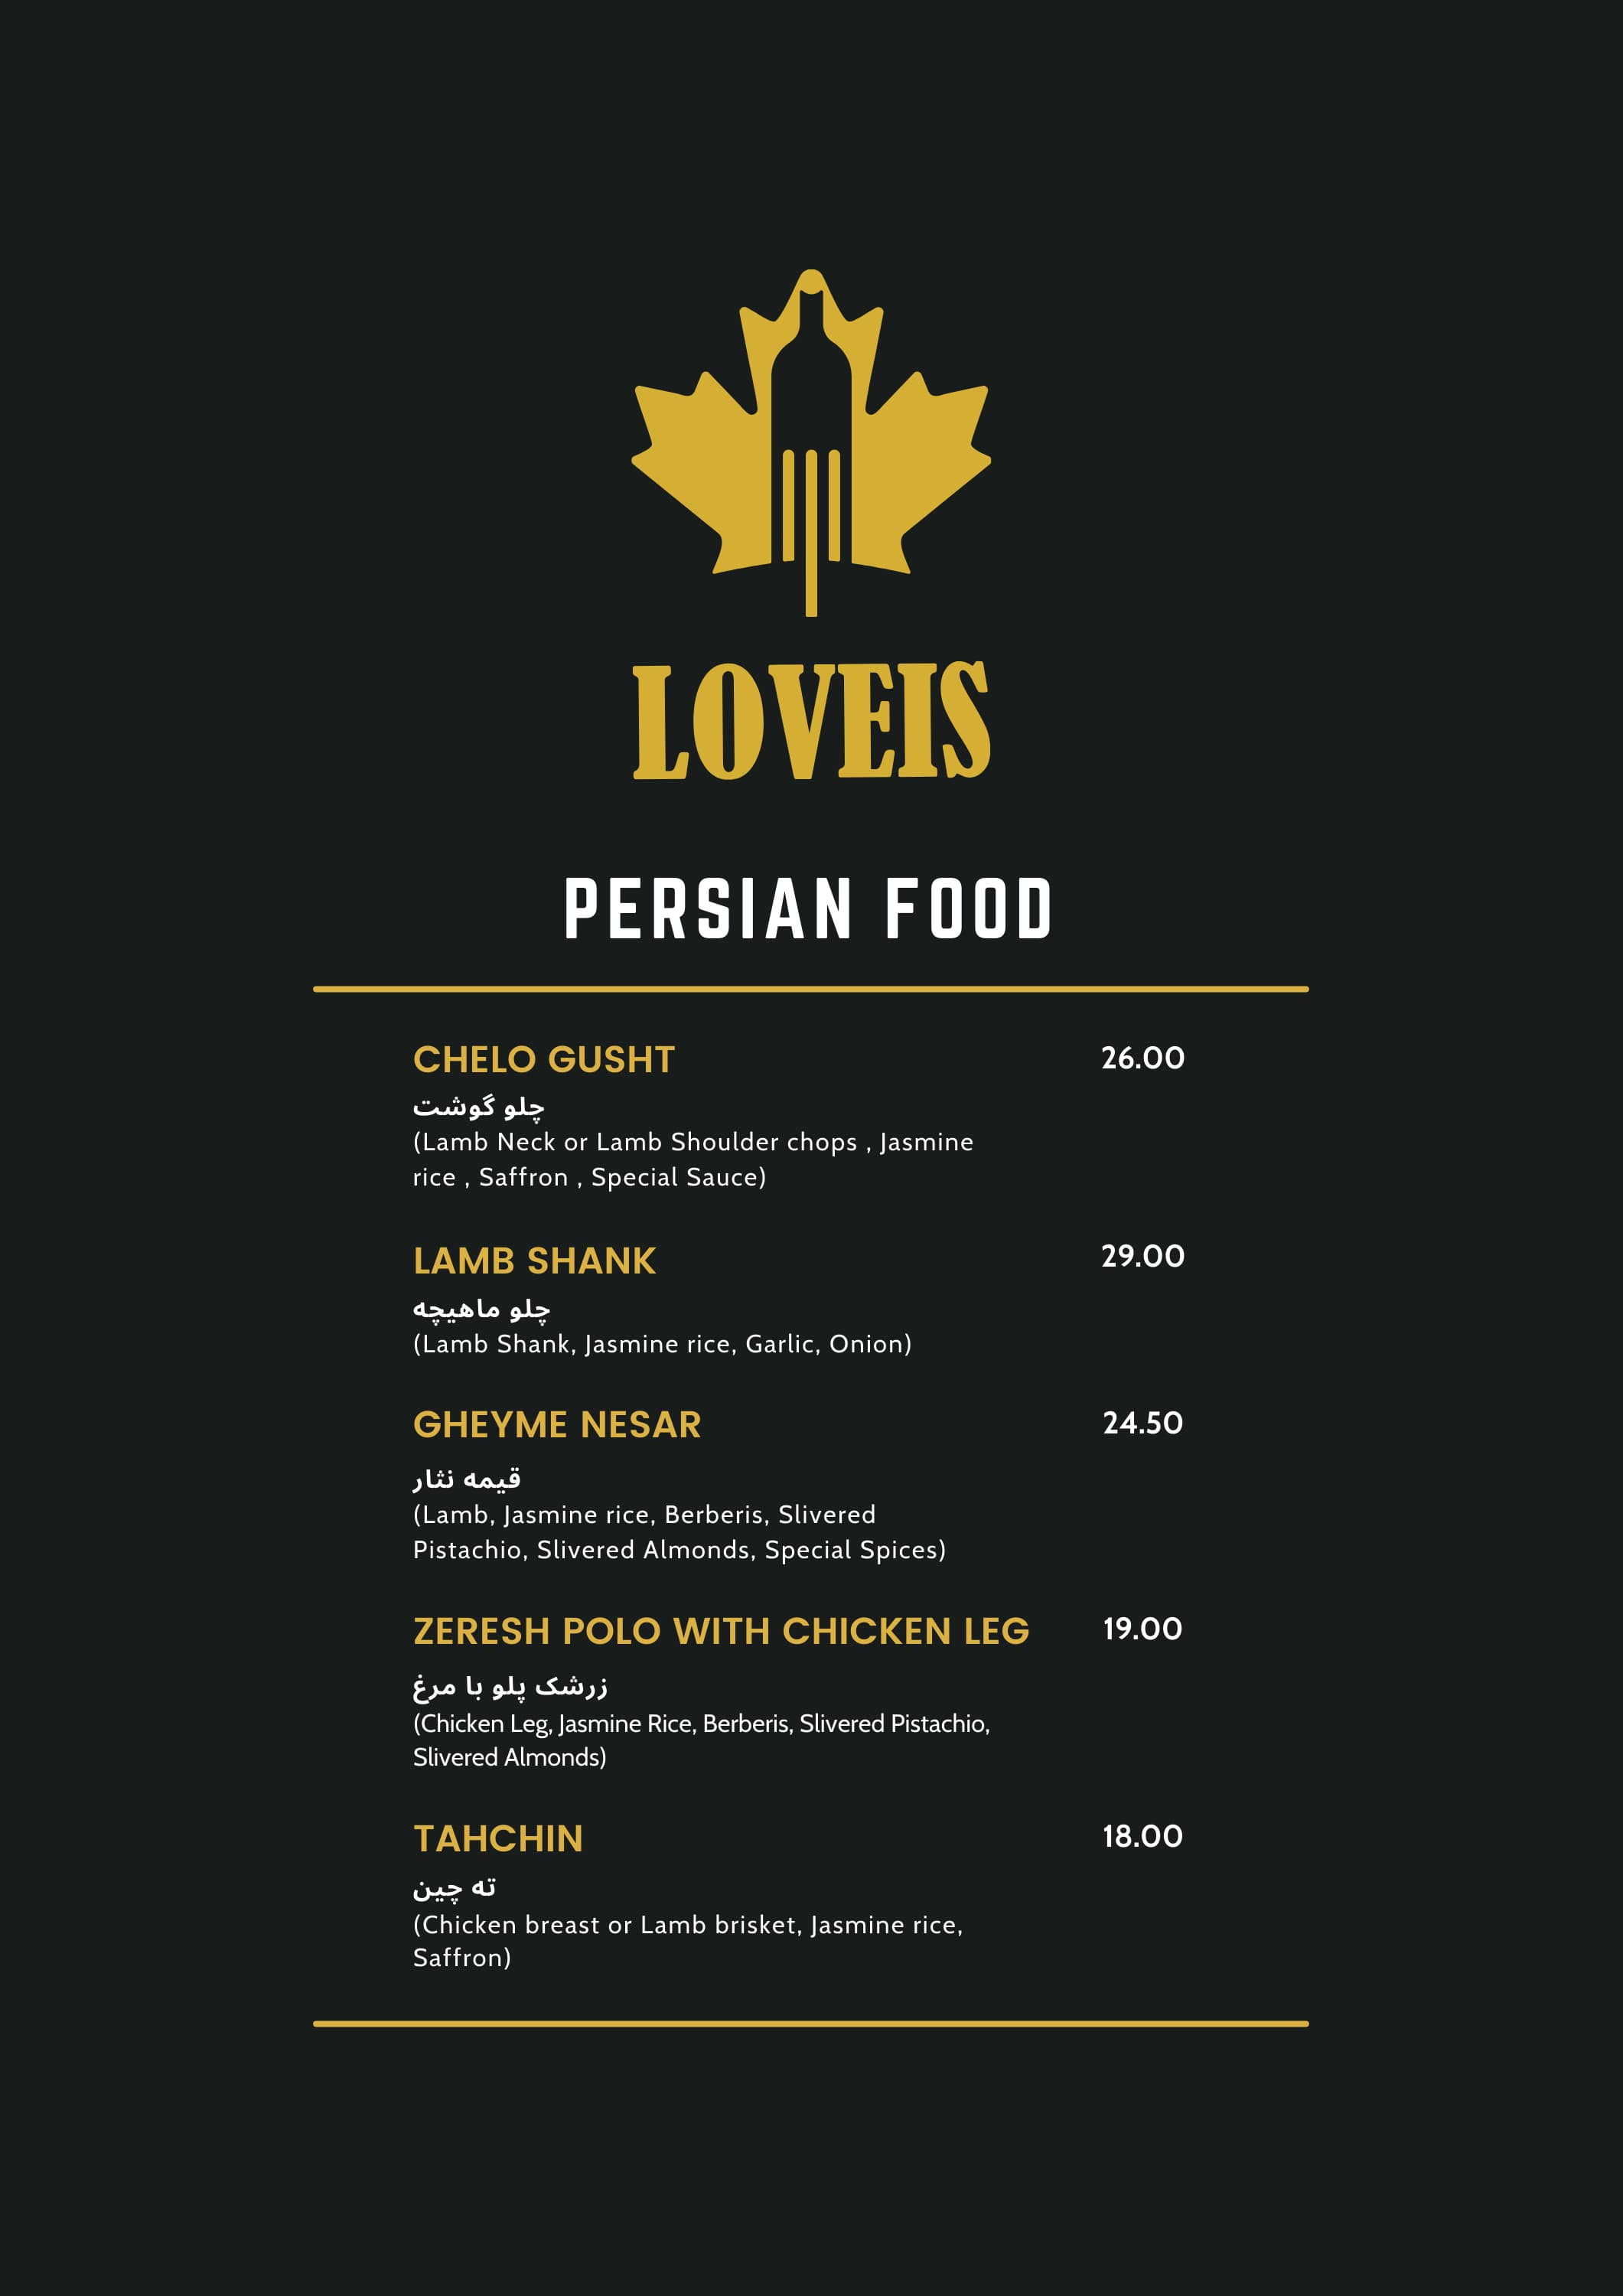 LOVEIS
PERSIAN FOOD
CHELO GUSHT 26.00
چلو گوشت
(Lamb Neck or Lamb Shoulder chops , Jasmine
rice , Saffron , Special Sauce)
LAMB SHANK 29.00
چلو ماهیچه
(Lamb Shank, Jasmine rice, Garlic, Onion)
GHEYME NESAR 24.50
قیمه نثار
(Lamb, Jasmine rice, Berberis, Slivered
Pistachio, Slivered Almonds, Special Spices)
ZERESH POLO WITH CHICKEN LEG 19.00
زرشک پلو با مرغ
(Chicken Leg, Jasmine Rice, Berberis, Slivered Pistachio,
Slivered Almonds)
TAHCHIN 18.00
ته چین
(Chicken breast or Lamb brisket, Jasmine rice,
Saffron)